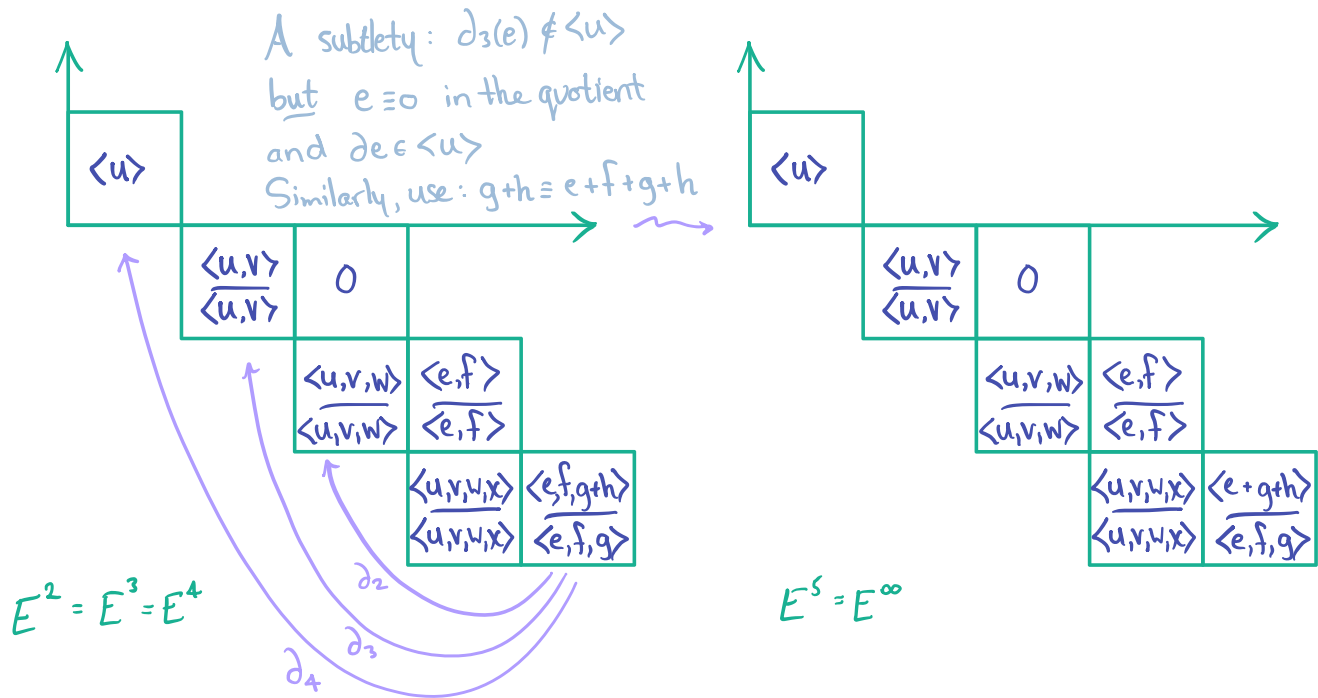 A subtlety: ∂₃(e) ∉ <u>
but e ≡ 0 in the quotient
and ∂e ∈ <u>
Similarly, use: g+h ≡ e+f+g+h
<u>
<u,v>
<u,v>
0
<u,v,w>
<u,v,w>
<e,f>
<e,f>
<u,v,w,x>
<u,v,w,x>
<e,f,g+h>
<e,f,g>
∂₂
∂₃
∂₄
E² = E³ = E⁴
<u>
<u,v>
<u,v>
0
<u,v,w>
<u,v,w>
<e,f>
<e,f>
<u,v,w,x>
<u,v,w,x>
<e+g+h>
<e,f,g>
E⁵ = E∞